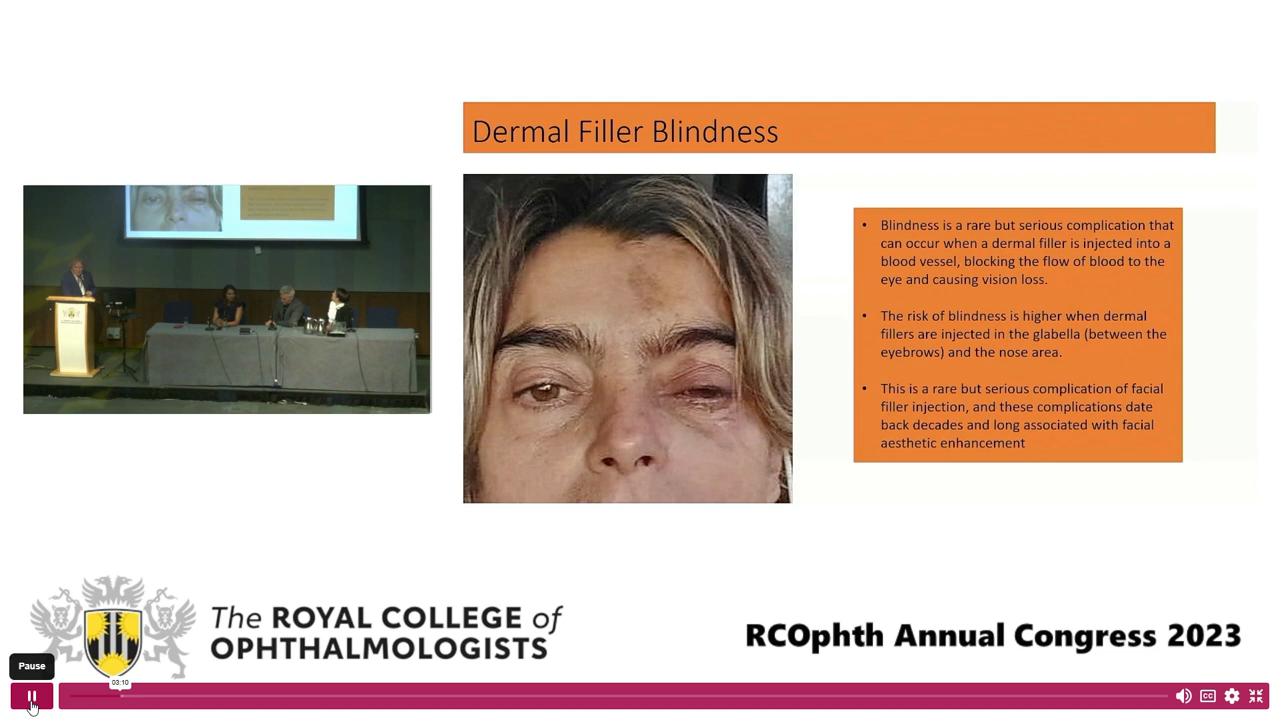 Dermal Filler Blindness
• Blindness is a rare but serious complication that
can occur when a dermal filler is injected into a
blood vessel, blocking the flow of blood to the
eye and causing vision loss.
• The risk of blindness is higher when dermal
fillers are injected in the glabella (between the
eyebrows) and the nose area.
• This is a rare but serious complication of facial
filler injection, and these complications date
back decades and long associated with facial
aesthetic enhancement
The ROYAL COLLEGE of
OPHTHALMOLOGISTS
RCOphth Annual Congress 2023
Pause
03:10
CC